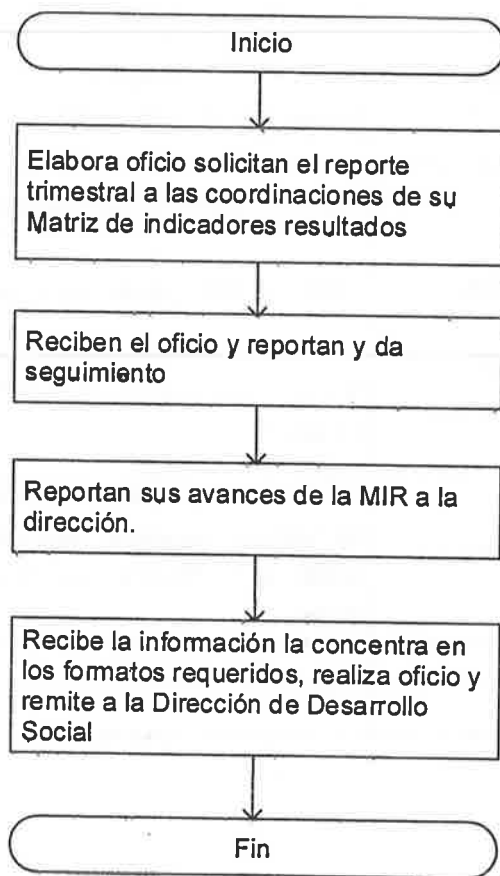 Inicio
Elabora oficio solicitan el reporte
trimestral a las coordinaciones de su
Matriz de indicadores resultados
Reciben el oficio y reportan y da
seguimiento
Reportan sus avances de la MIR a la
dirección.
Recibe la información la concentra en
los formatos requeridos, realiza oficio y
remite a la Dirección de Desarrollo
Social
Fin